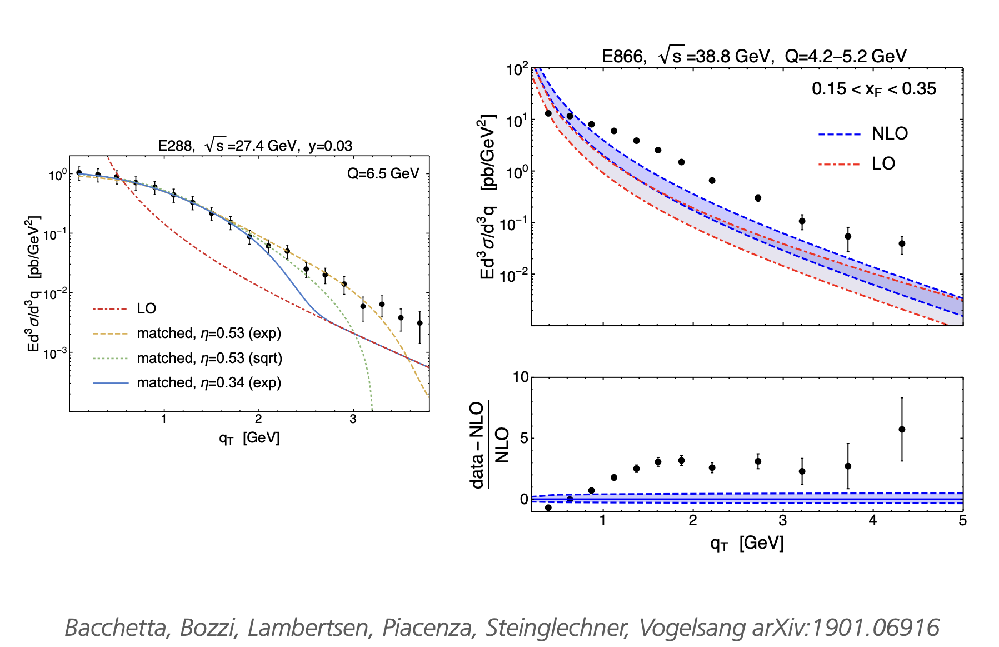 E288, √s =27.4 GeV, y=0.03
Q=6.5 GeV
10⁰
10⁻¹
10⁻²
10⁻³
Ed³σ/d³q [pb/GeV²]
LO
matched, η=0.53 (exp)
matched, η=0.53 (sqrt)
matched, η=0.34 (exp)
1 2 3
q_T [GeV]
E866, √s =38.8 GeV, Q=4.2–5.2 GeV
0.15 < x_F < 0.35
10²
10¹
10⁰
10⁻¹
10⁻²
Ed³σ/d³q [pb/GeV²]
NLO
LO
10
5
0
data – NLO
NLO
1 2 3 4 5
q_T [GeV]
Bacchetta, Bozzi, Lambertsen, Piacenza, Steinglechner, Vogelsang arXiv:1901.06916